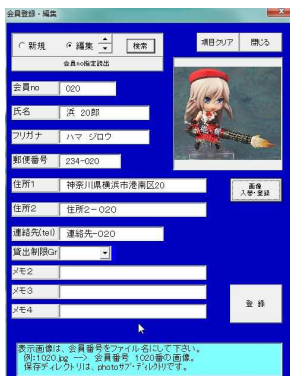 会員登録・編集
新規 編集 検索
会員no指定読出
項目クリア 閉じる
会員no 020
氏名 浜 20郎
フリガナ ハマ ジロウ
郵便番号 234-020
住所1 神奈川県横浜市港南区20
画像
入替・登録
住所2 住所2-020
連絡先(tel) 連絡先-020
貸出制限Gr
メモ2
メモ3
メモ4
登 録
表示画像は、会員番号をファイル名にして下さい。
例:1020.jpg --> 会員番号 1020番の画像。
保存ディレクトリは、photoサブ・ディレクトリです。